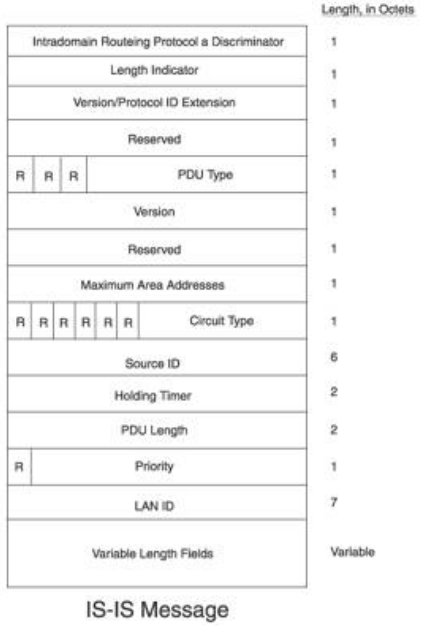 Length, in Octets
Intradomain Routeing Protocol a Discriminator 1
Length Indicator 1
Version/Protocol ID Extension 1
Reserved 1
R R R PDU Type 1
Version 1
Reserved 1
Maximum Area Addresses 1
R R R R R R Circuit Type 1
Source ID 6
Holding Timer 2
PDU Length 2
R Priority 1
LAN ID 7
Variable Length Fields Variable
IS-IS Message